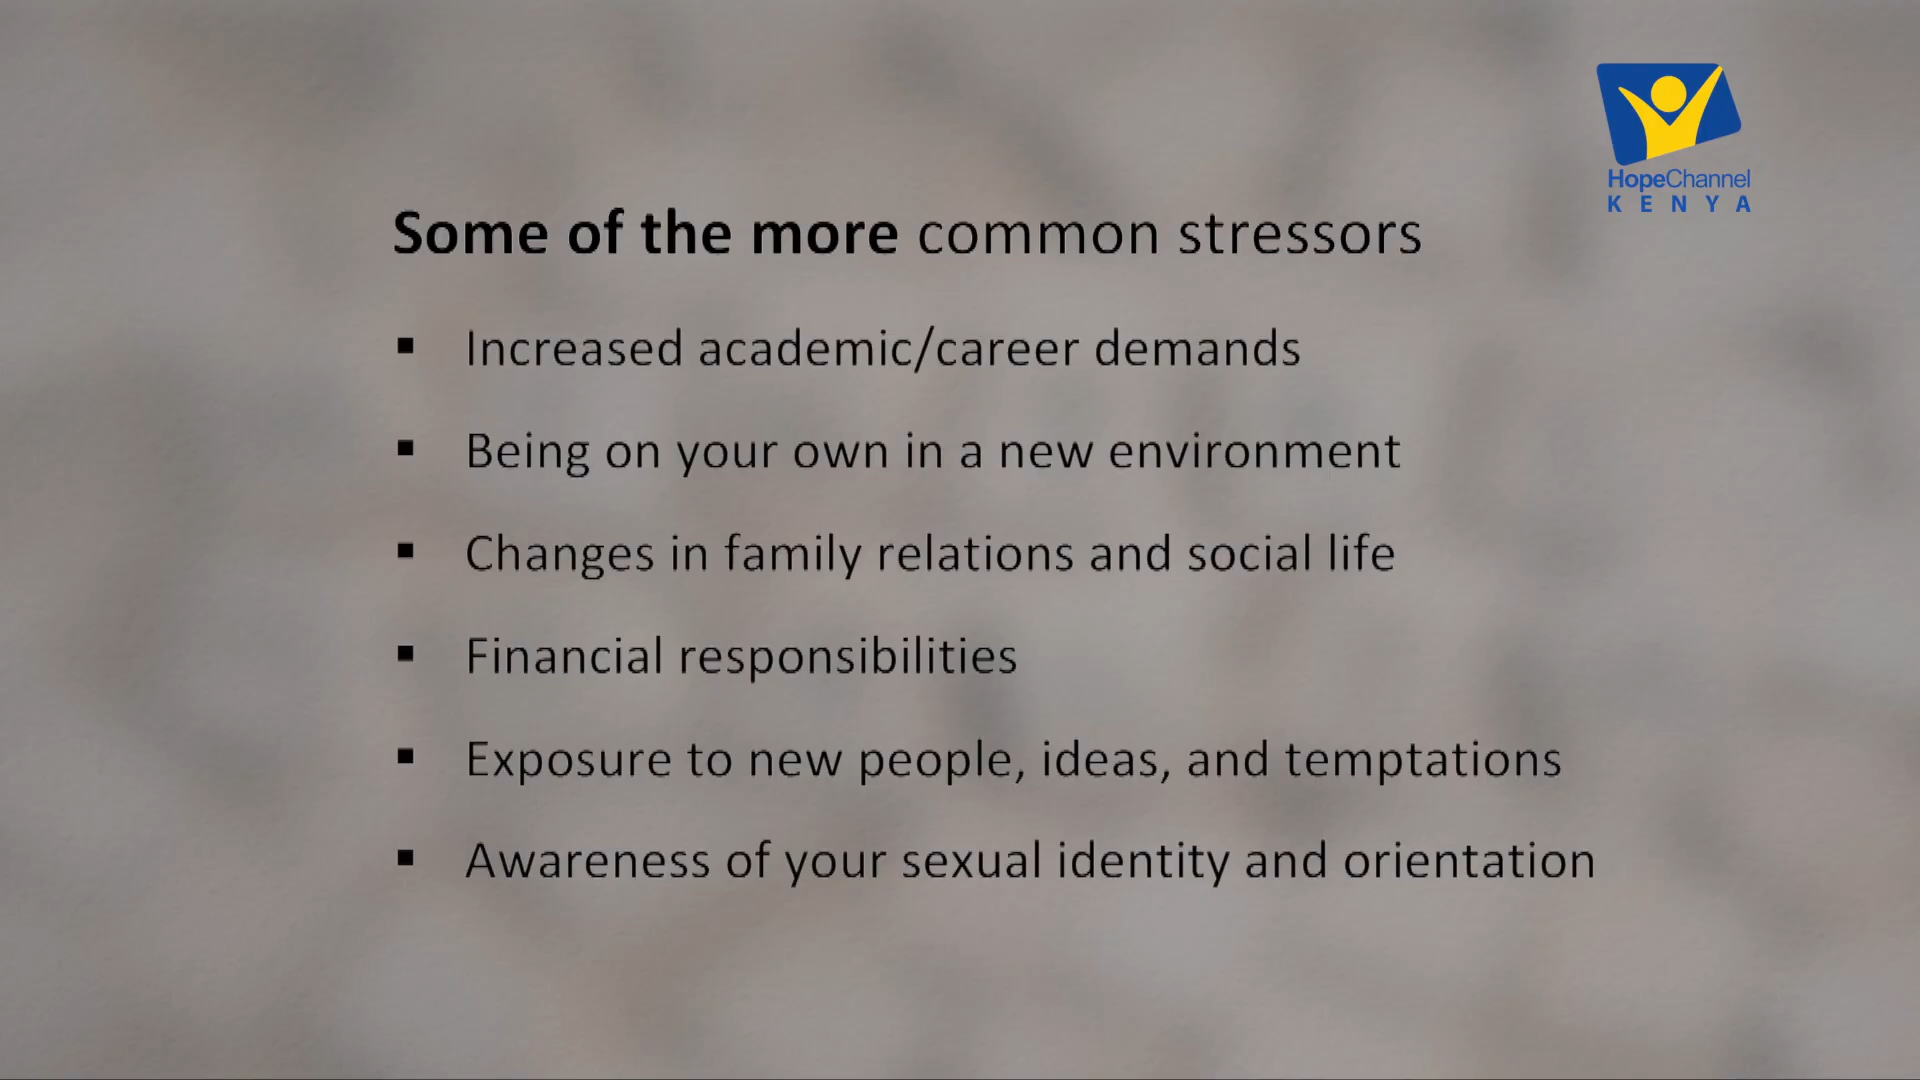 HopeChannel
KENYA
Some of the more common stressors
▪ Increased academic/career demands
▪ Being on your own in a new environment
▪ Changes in family relations and social life
▪ Financial responsibilities
▪ Exposure to new people, ideas, and temptations
▪ Awareness of your sexual identity and orientation